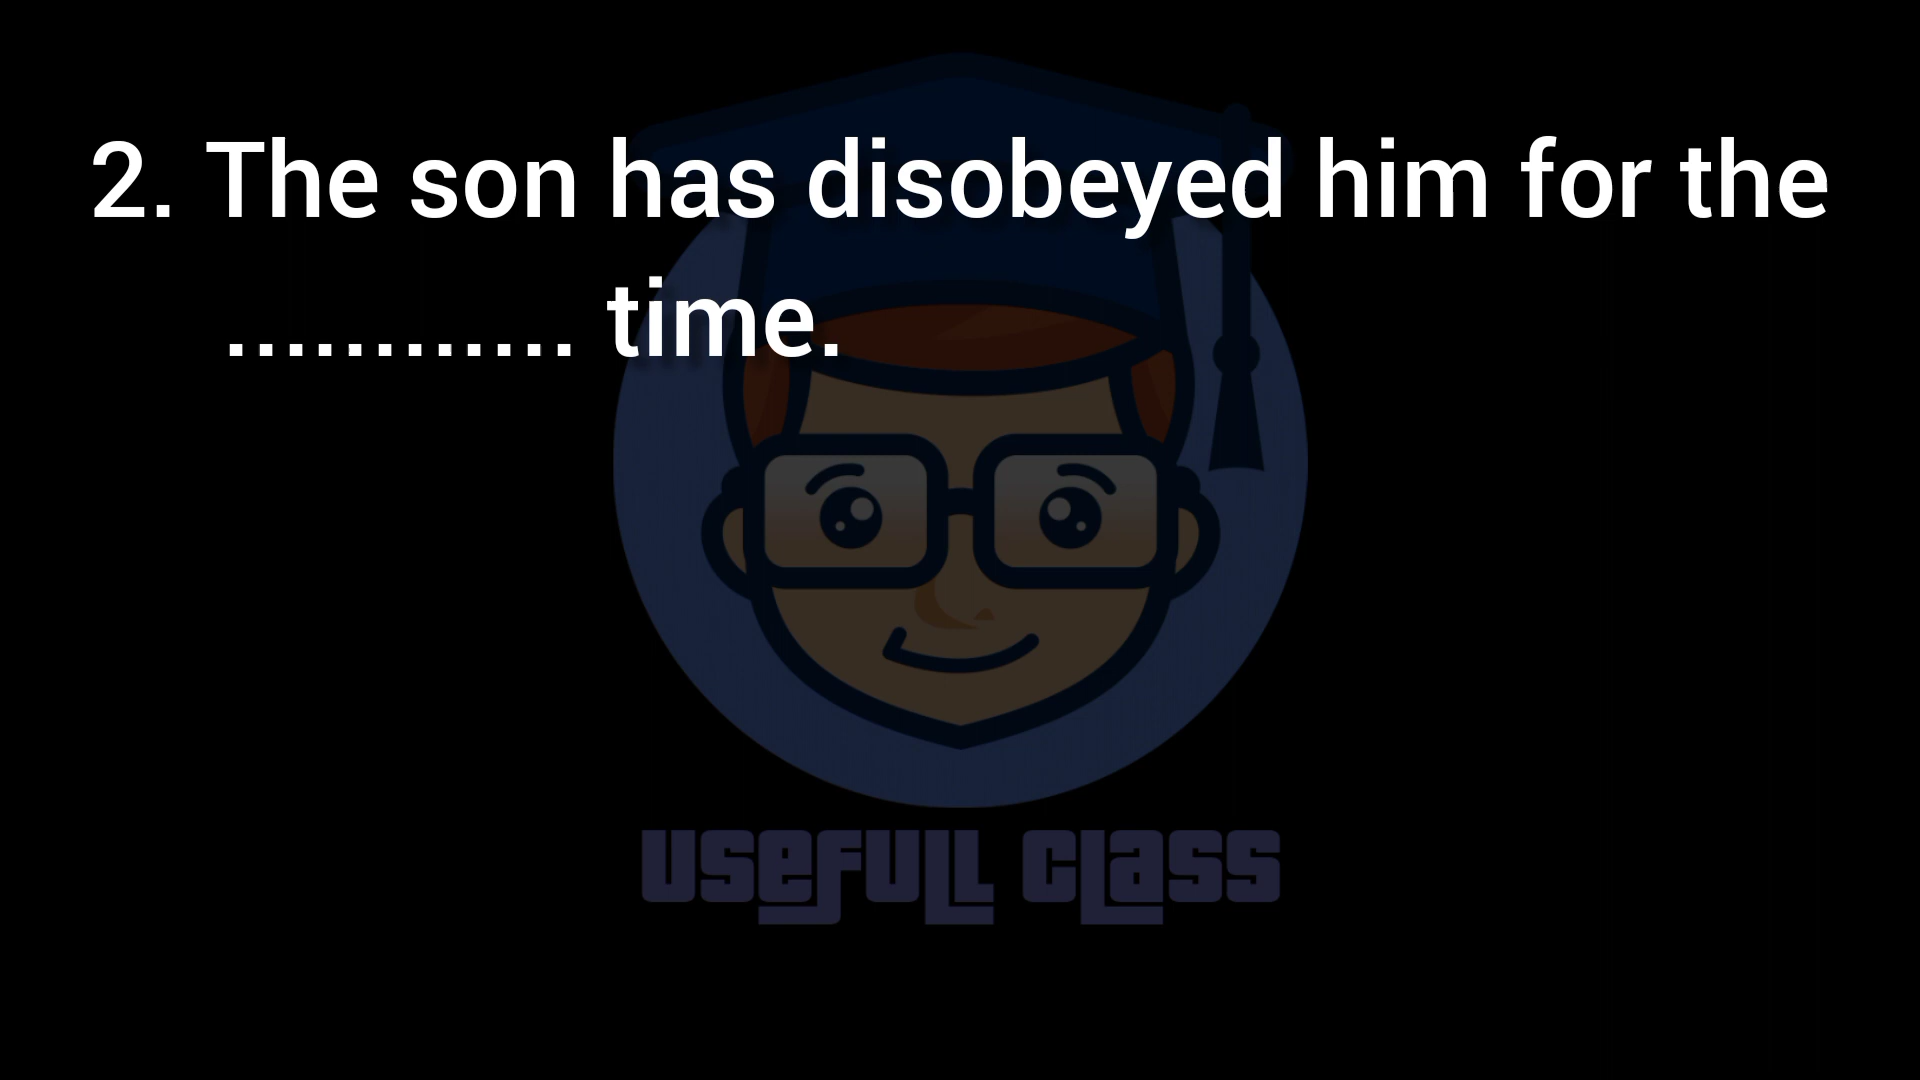 2. The son has disobeyed him for the
............ time.
USEFULL CLASS